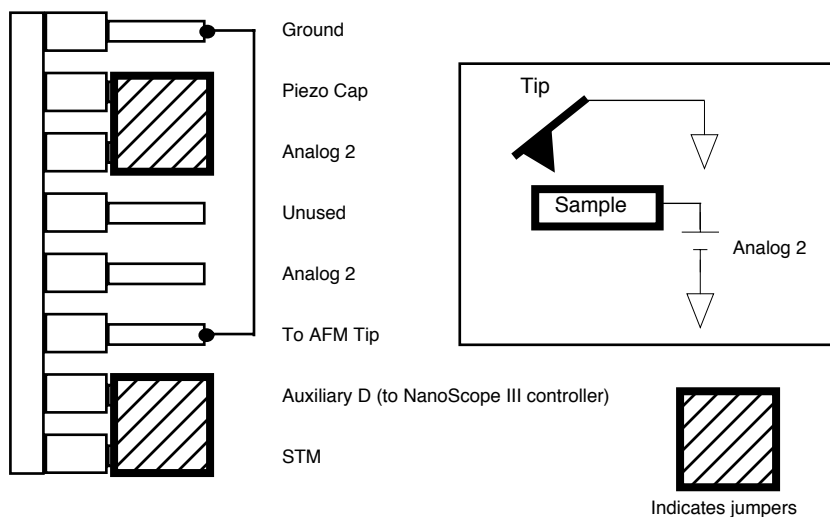 Ground
Piezo Cap
Analog 2
Unused
Analog 2
To AFM Tip
Auxiliary D (to NanoScope III controller)
STM
Tip
Sample
Analog 2
Indicates jumpers